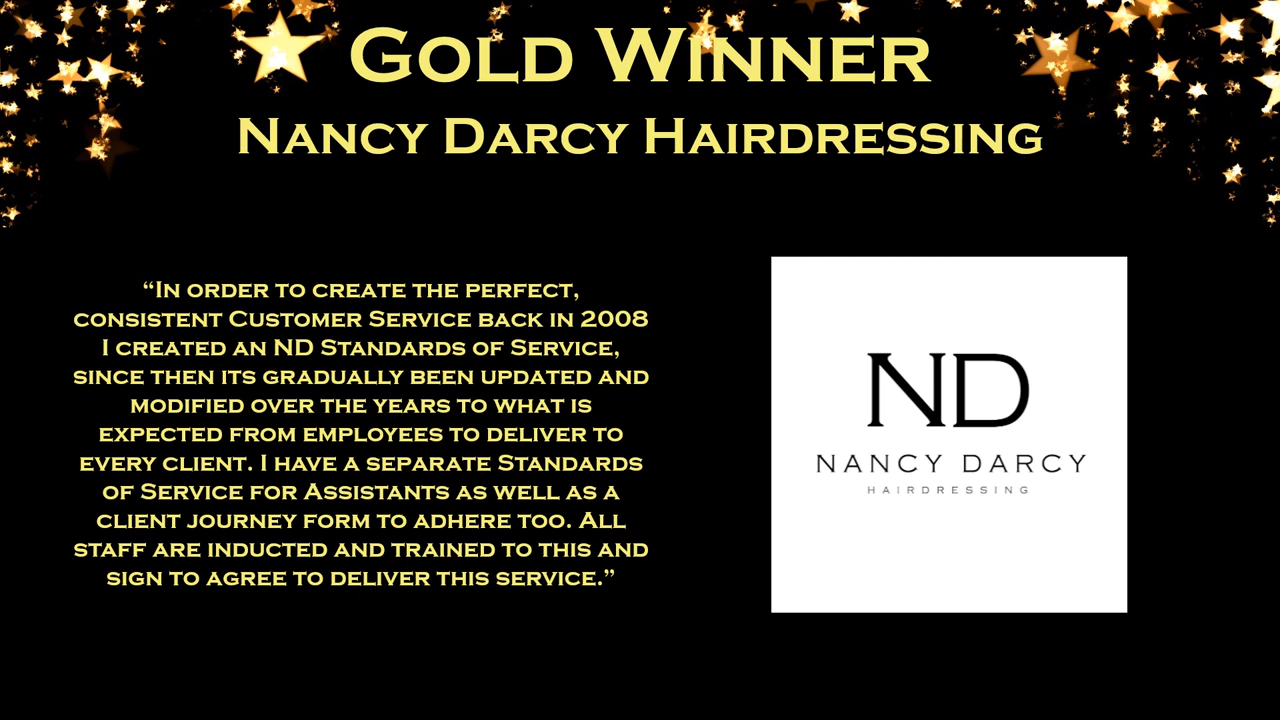 Gold Winner
Nancy Darcy Hairdressing
“In order to create the perfect,
consistent Customer Service back in 2008
I created an ND Standards of Service,
since then its gradually been updated and
modified over the years to what is
expected from employees to deliver to
every client. I have a separate Standards
of Service for Assistants as well as a
client journey form to adhere too. All
staff are inducted and trained to this and
sign to agree to deliver this service.”
ND
NANCY DARCY
HAIRDRESSING